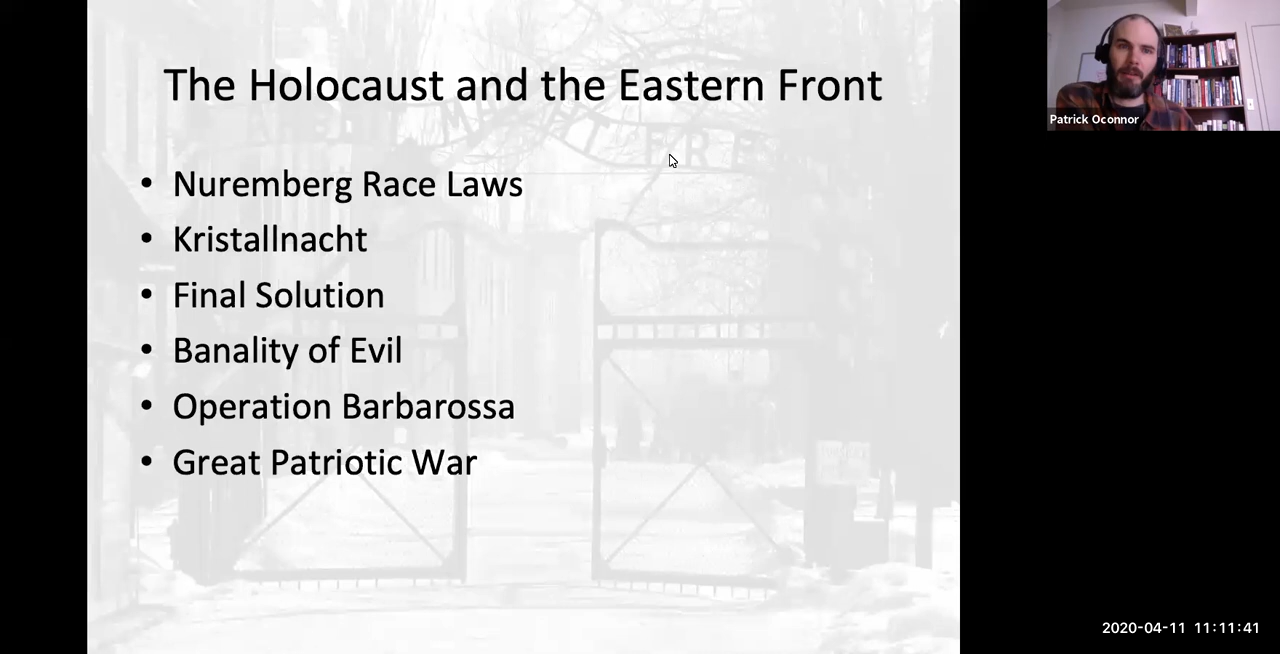 The Holocaust and the Eastern Front
• Nuremberg Race Laws
• Kristallnacht
• Final Solution
• Banality of Evil
• Operation Barbarossa
• Great Patriotic War
Patrick Oconnor
2020-04-11 11:11:41